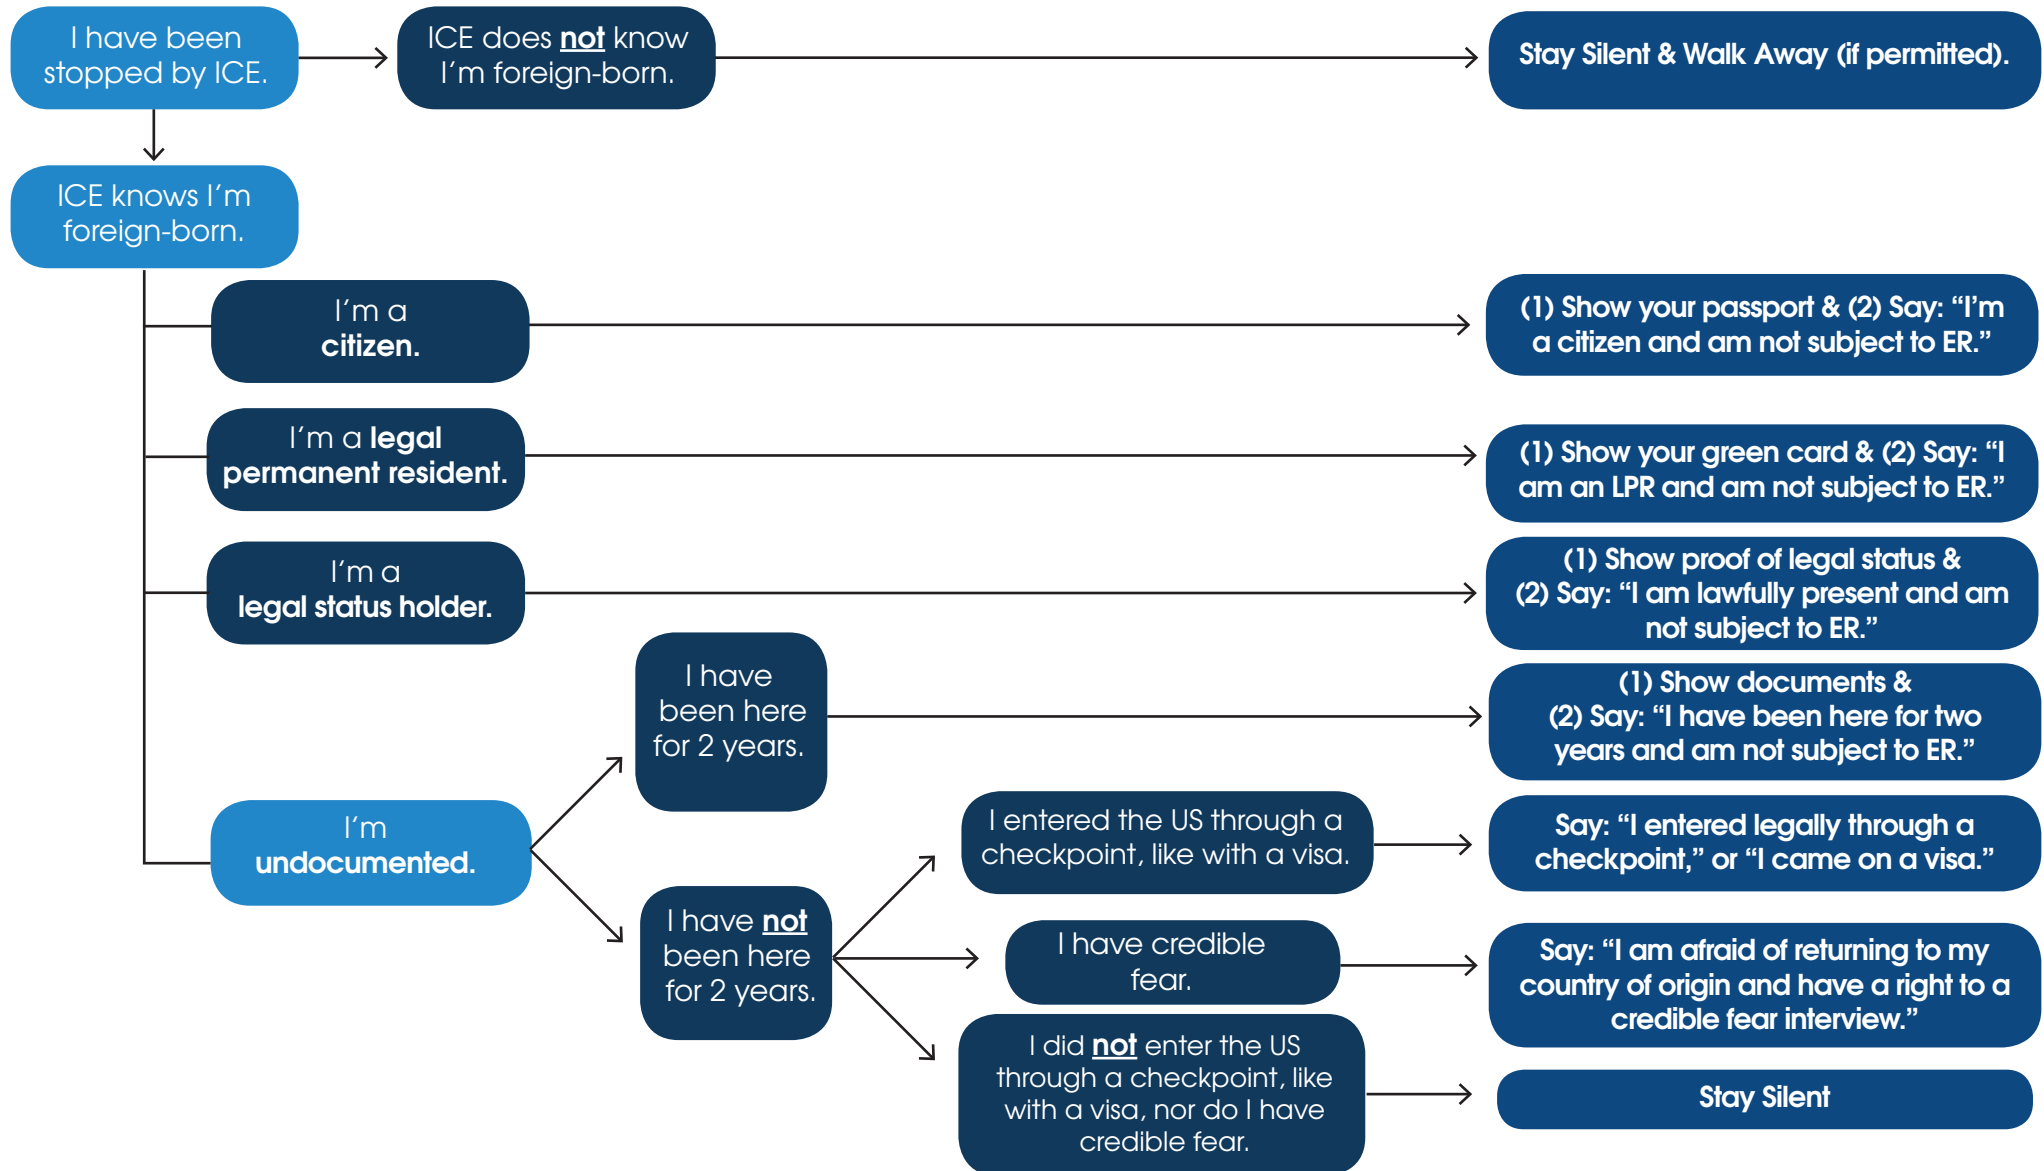 I have been
stopped by ICE.
ICE does not know
I'm foreign-born.
Stay Silent & Walk Away (if permitted).
ICE knows I'm
foreign-born.
I'm a
citizen.
(1) Show your passport & (2) Say: “I'm
a citizen and am not subject to ER.”
I'm a legal
permanent resident.
(1) Show your green card & (2) Say: “I
am an LPR and am not subject to ER.”
I'm a
legal status holder.
(1) Show proof of legal status &
(2) Say: “I am lawfully present and am
not subject to ER.”
I'm
undocumented.
I have
been here
for 2 years.
(1) Show documents &
(2) Say: “I have been here for two
years and am not subject to ER.”
I have not
been here
for 2 years.
I entered the US through a
checkpoint, like with a visa.
Say: “I entered legally through a
checkpoint,” or “I came on a visa.”
I have credible
fear.
Say: “I am afraid of returning to my
country of origin and have a right to a
credible fear interview.”
I did not enter the US
through a checkpoint, like
with a visa, nor do I have
credible fear.
Stay Silent